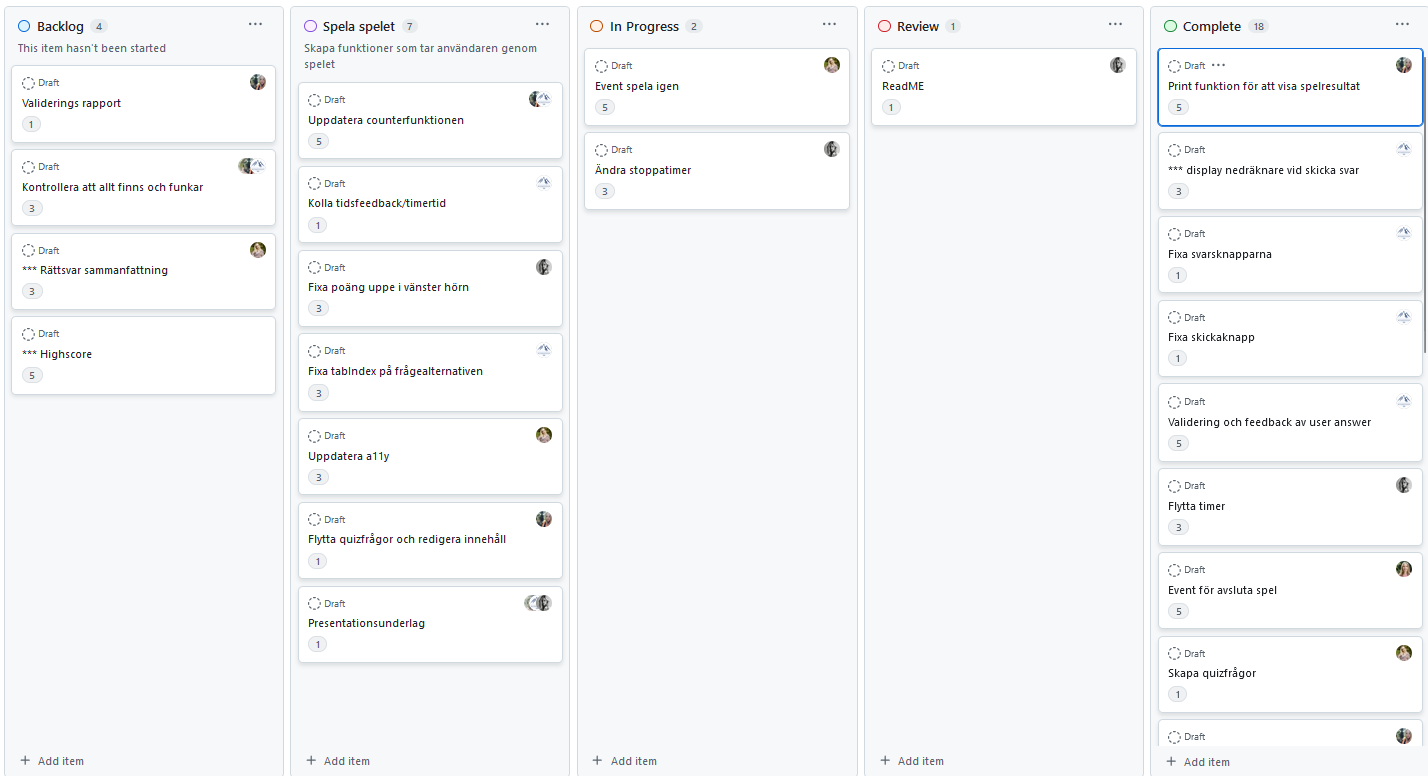 Backlog 4
This item hasn't been started
Draft
Validerings rapport
1
Draft
Kontrollera att allt finns och funkar
3
Draft
*** Rättsvar sammanfattning
3
Draft
*** Highscore
5
+ Add item
Spela spelet 7
Skapa funktioner som tar användaren genom
spelet
Draft
Uppdatera counterfunktionen
5
Draft
Kolla tidsfeedback/timertid
1
Draft
Fixa poäng uppe i vänster hörn
3
Draft
Fixa tabIndex på frågealternativen
3
Draft
Uppdatera a11y
3
Draft
Flytta quizfrågor och redigera innehåll
1
Draft
Presentationsunderlag
1
+ Add item
In Progress 2
Draft
Event spela igen
5
Draft
Ändra stoppatimer
3
+ Add item
Review 1
Draft
ReadME
1
+ Add item
Complete 18
Draft
Print funktion för att visa spelresultat
5
Draft
*** display nedräknare vid skicka svar
3
Draft
Fixa svarsknapparna
1
Draft
Fixa skickaknapp
1
Draft
Validering och feedback av user answer
5
Draft
Flytta timer
3
Draft
Event för avsluta spel
5
Draft
Skapa quizfrågor
1
Draft
+ Add item